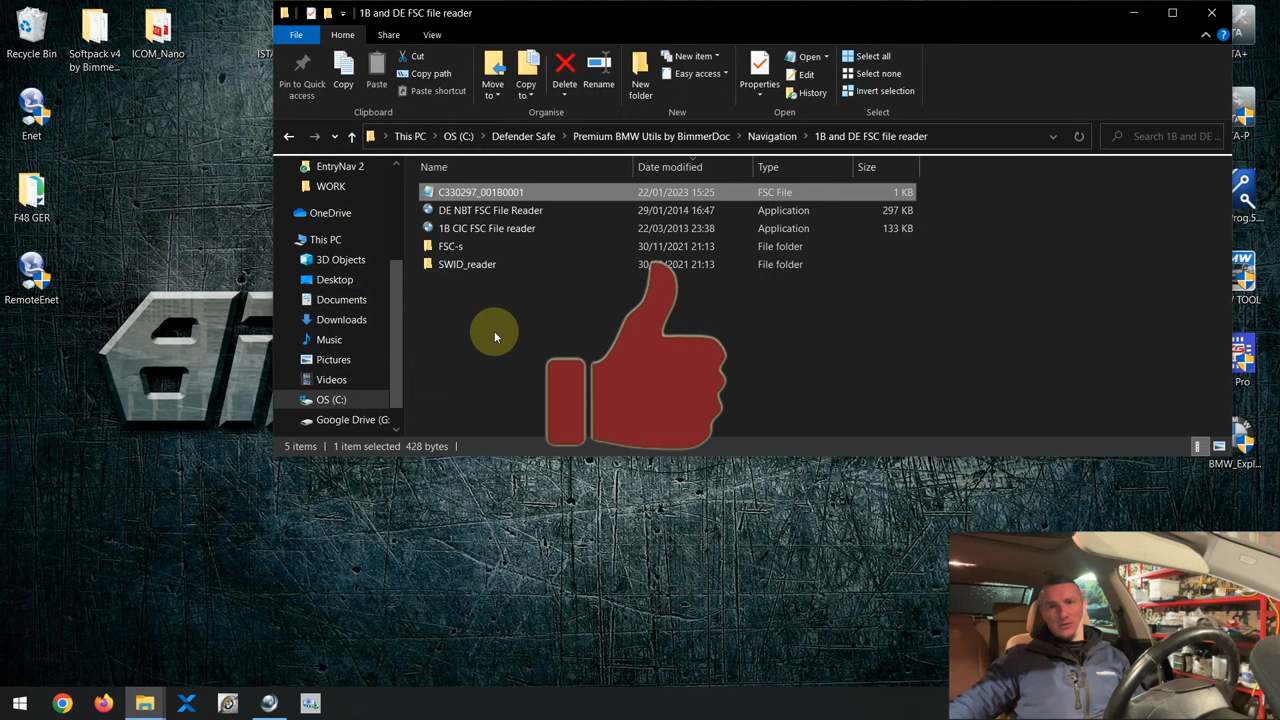 1B and DE FSC file reader
File Home Share View
Pin to Quick access
Copy
Paste
Cut
Copy path
Paste shortcut
Clipboard
Move to
Copy to
Delete
Rename
Organise
New folder
New item
Easy access
New
Properties
Open
Edit
History
Open
Select all
Select none
Invert selection
Select
This PC OS (C:) Defender Safe Premium BMW Utils by BimmerDoc Navigation 1B and DE FSC file reader
Search 1B and DE ...
Name Date modified Type Size
C330297_001B0001 22/01/2023 15:25 FSC File 1 KB
DE NBT FSC File Reader 29/01/2014 16:47 Application 297 KB
1B CIC FSC File reader 22/03/2013 23:38 Application 133 KB
FSC-s 30/11/2021 21:13 File folder
SWID_reader 30/ 2021 21:13 File folder
EntryNav 2
WORK
OneDrive
This PC
3D Objects
Desktop
Documents
Downloads
Music
Pictures
Videos
OS (C:)
Google Drive (G:
5 items 1 item selected 428 bytes
Recycle Bin
Softpack v4 by Bimme...
ICOM_Nano
ISTA
Enet
F48 GER
RemoteEnet
TA+
TA-P
Prog.5...
W TOOL
Pro
BMW_Expl...